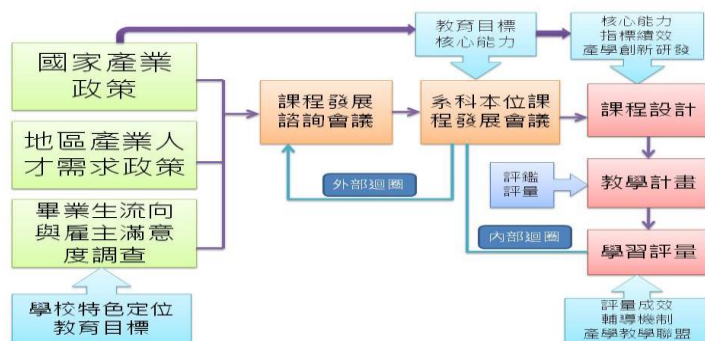 教育目標
核心能力
核心能力
指標績效
產學創新研發
國家產業
政策
課程發展
諮詢會議
系科本位課
程發展會議
課程設計
地區產業人
才需求政策
外部迴圈
評鑑
評量
教學計畫
畢業生流向
與雇主滿意
度調查
內部迴圈
學習評量
學校特色定位
教育目標
評量成效
輔導機制
產學教學聯盟